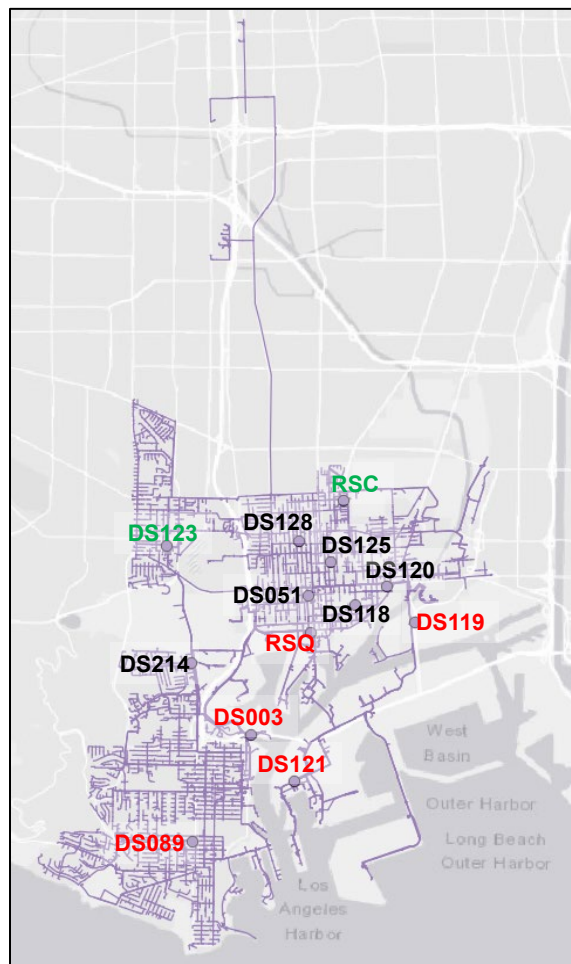 RSC
DS128
DS123
DS125
DS120
DS051
DS118
DS119
RSQ
DS214
DS003
West
Basin
DS121
Outer Harbor
DS089
Long Beach
Outer Harbor
Los
Angeles
Harbor